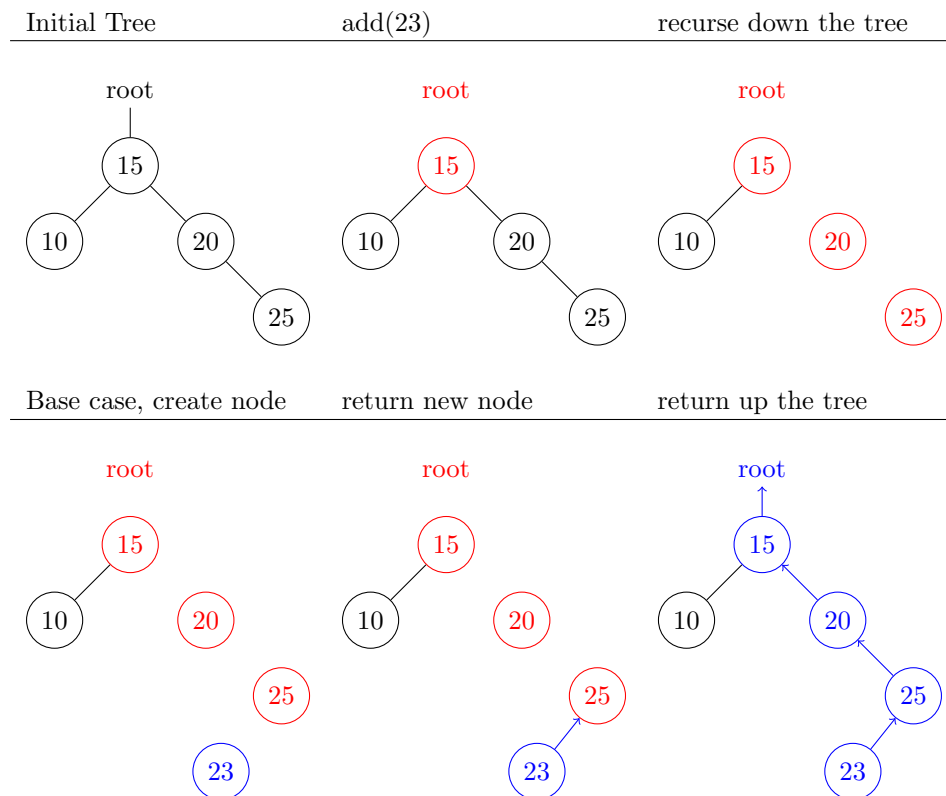 Initial Tree add(23) recurse down the tree
root root root
15 15 15
10 20 10 20 10 20
25 25 25
Base case, create node return new node return up the tree
root root root
15 15 15
10 20 10 20 10 20
25 25 25
23 23 23